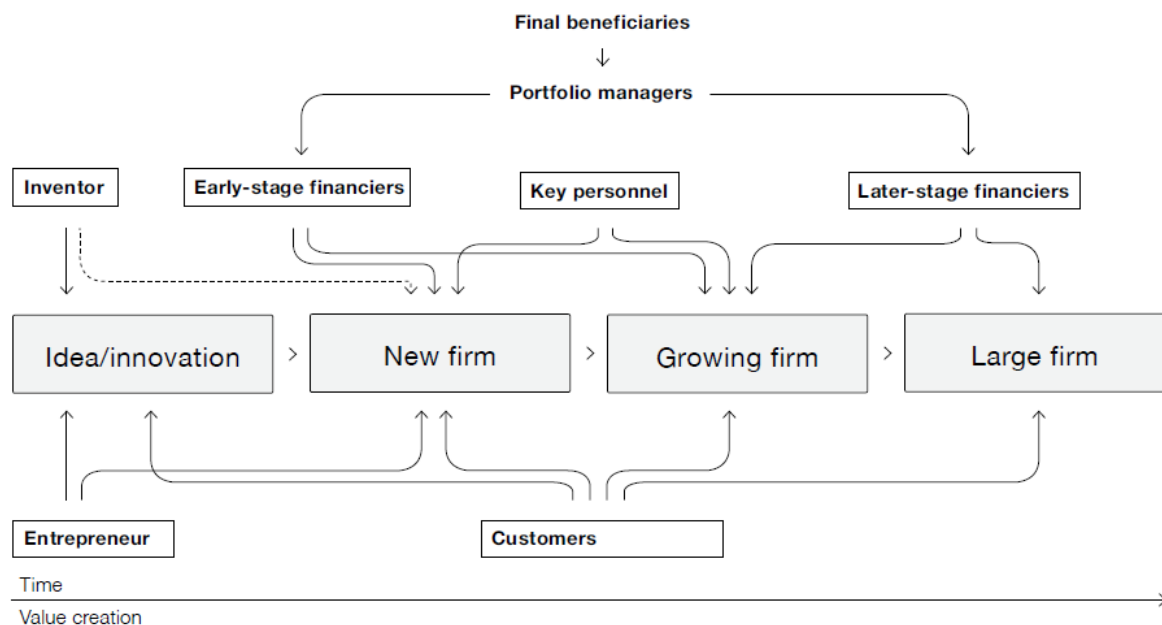 Final beneficiaries
Portfolio managers
Inventor
Early-stage financiers
Key personnel
Later-stage financiers
Idea/innovation
New firm
Growing firm
Large firm
Entrepreneur
Customers
Time
Value creation